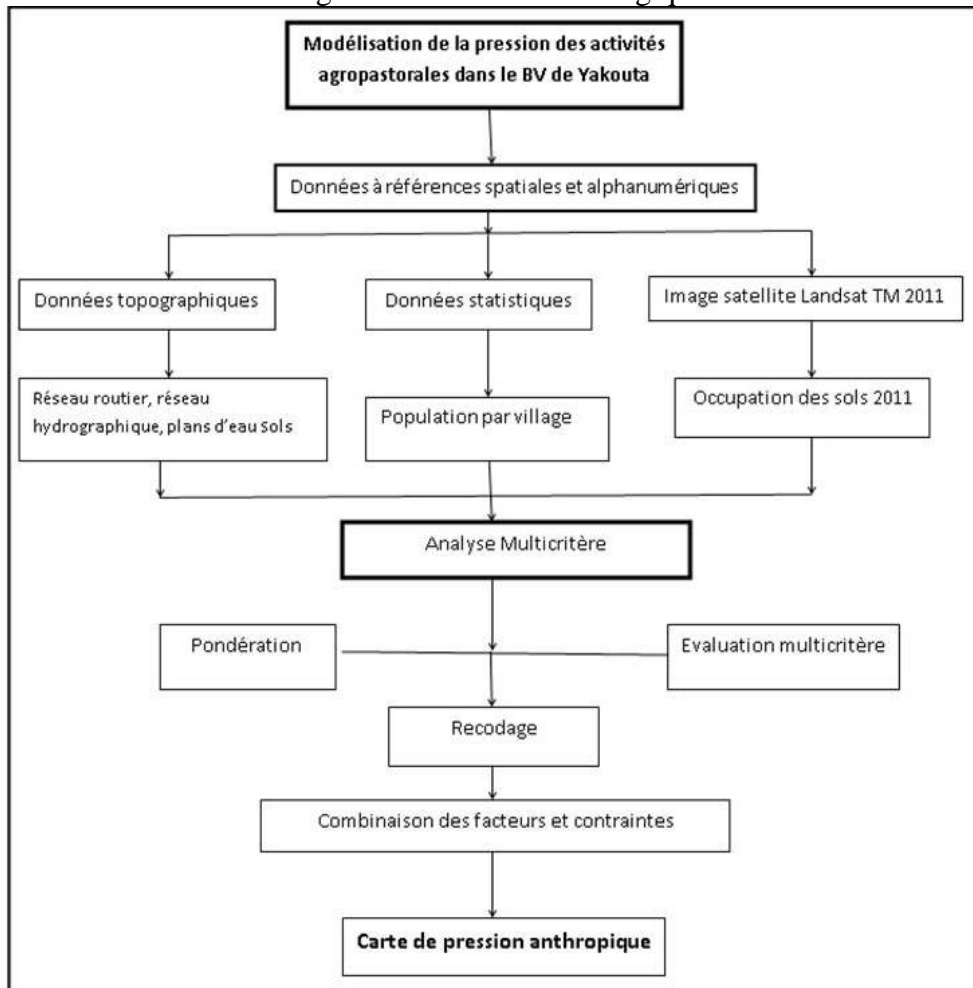 Modélisation de la pression des activités
agropastorales dans le BV de Yakouta
Données à références spatiales et alphanumériques
Données topographiques
Données statistiques
Image satellite Landsat TM 2011
Réseau routier, réseau
hydrographique, plans d'eau Sols
Population par village
Occupation des sols 2011
Analyse Multicritère
Pondération
Evaluation multicritère
Recodage
Combinaison des facteurs et contraintes
Carte de pression anthropique